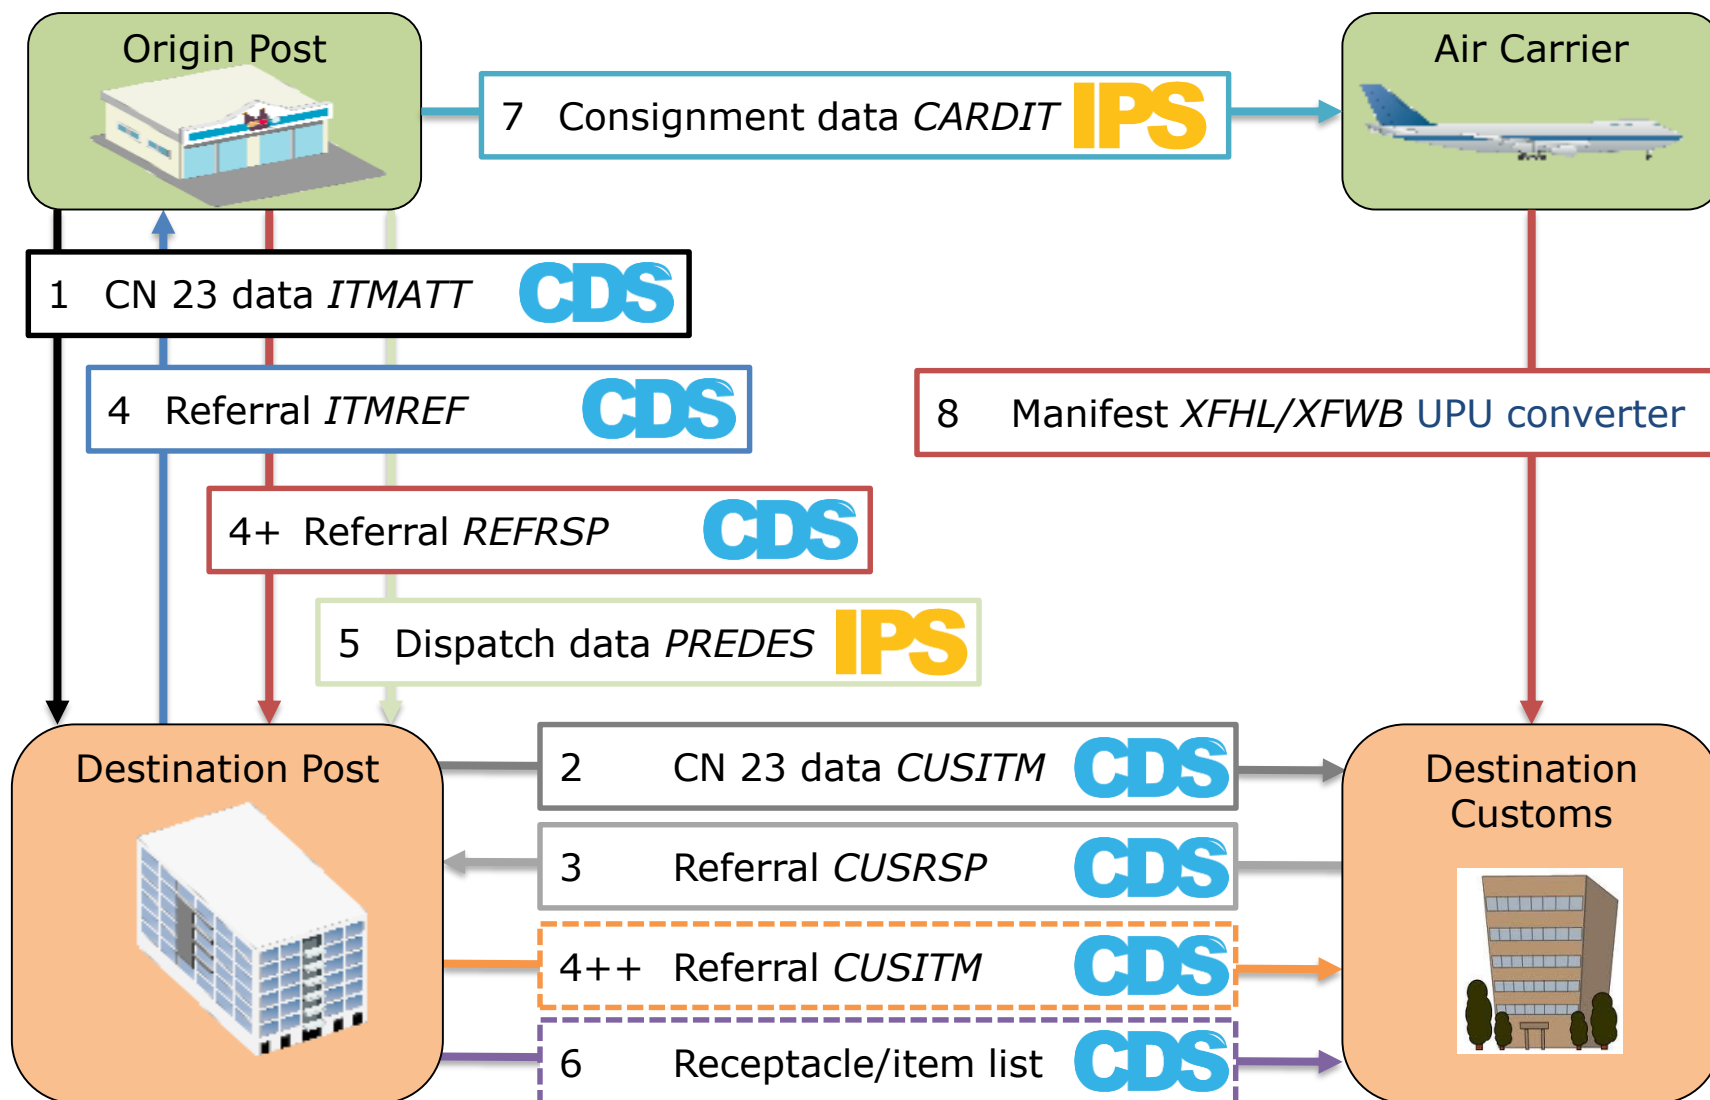 Origin Post
Air Carrier
7 Consignment data CARDIT IPS
1 CN 23 data ITMATT CDS
4 Referral ITMREF CDS
8 Manifest XFHL/XFWB UPU converter
4+ Referral REFRSP CDS
5 Dispatch data PREDES IPS
Destination Post
2 CN 23 data CUSITM CDS
Destination
Customs
3 Referral CUSRSP CDS
4++ Referral CUSITM CDS
6 Receptacle/item list CDS